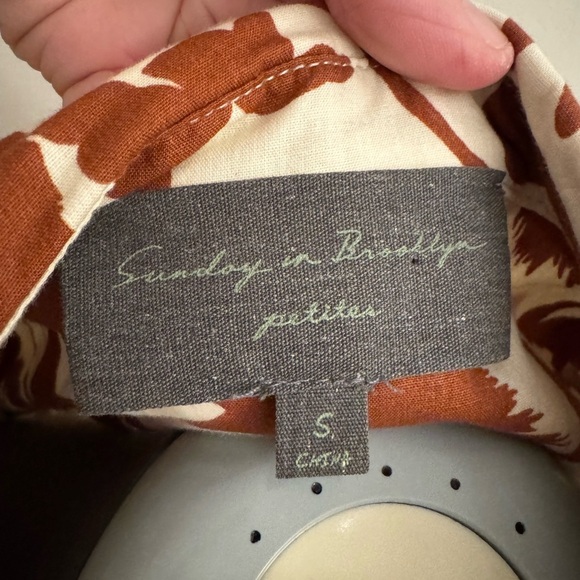 Sunday in Brooklyn
petites
S.
CHINA